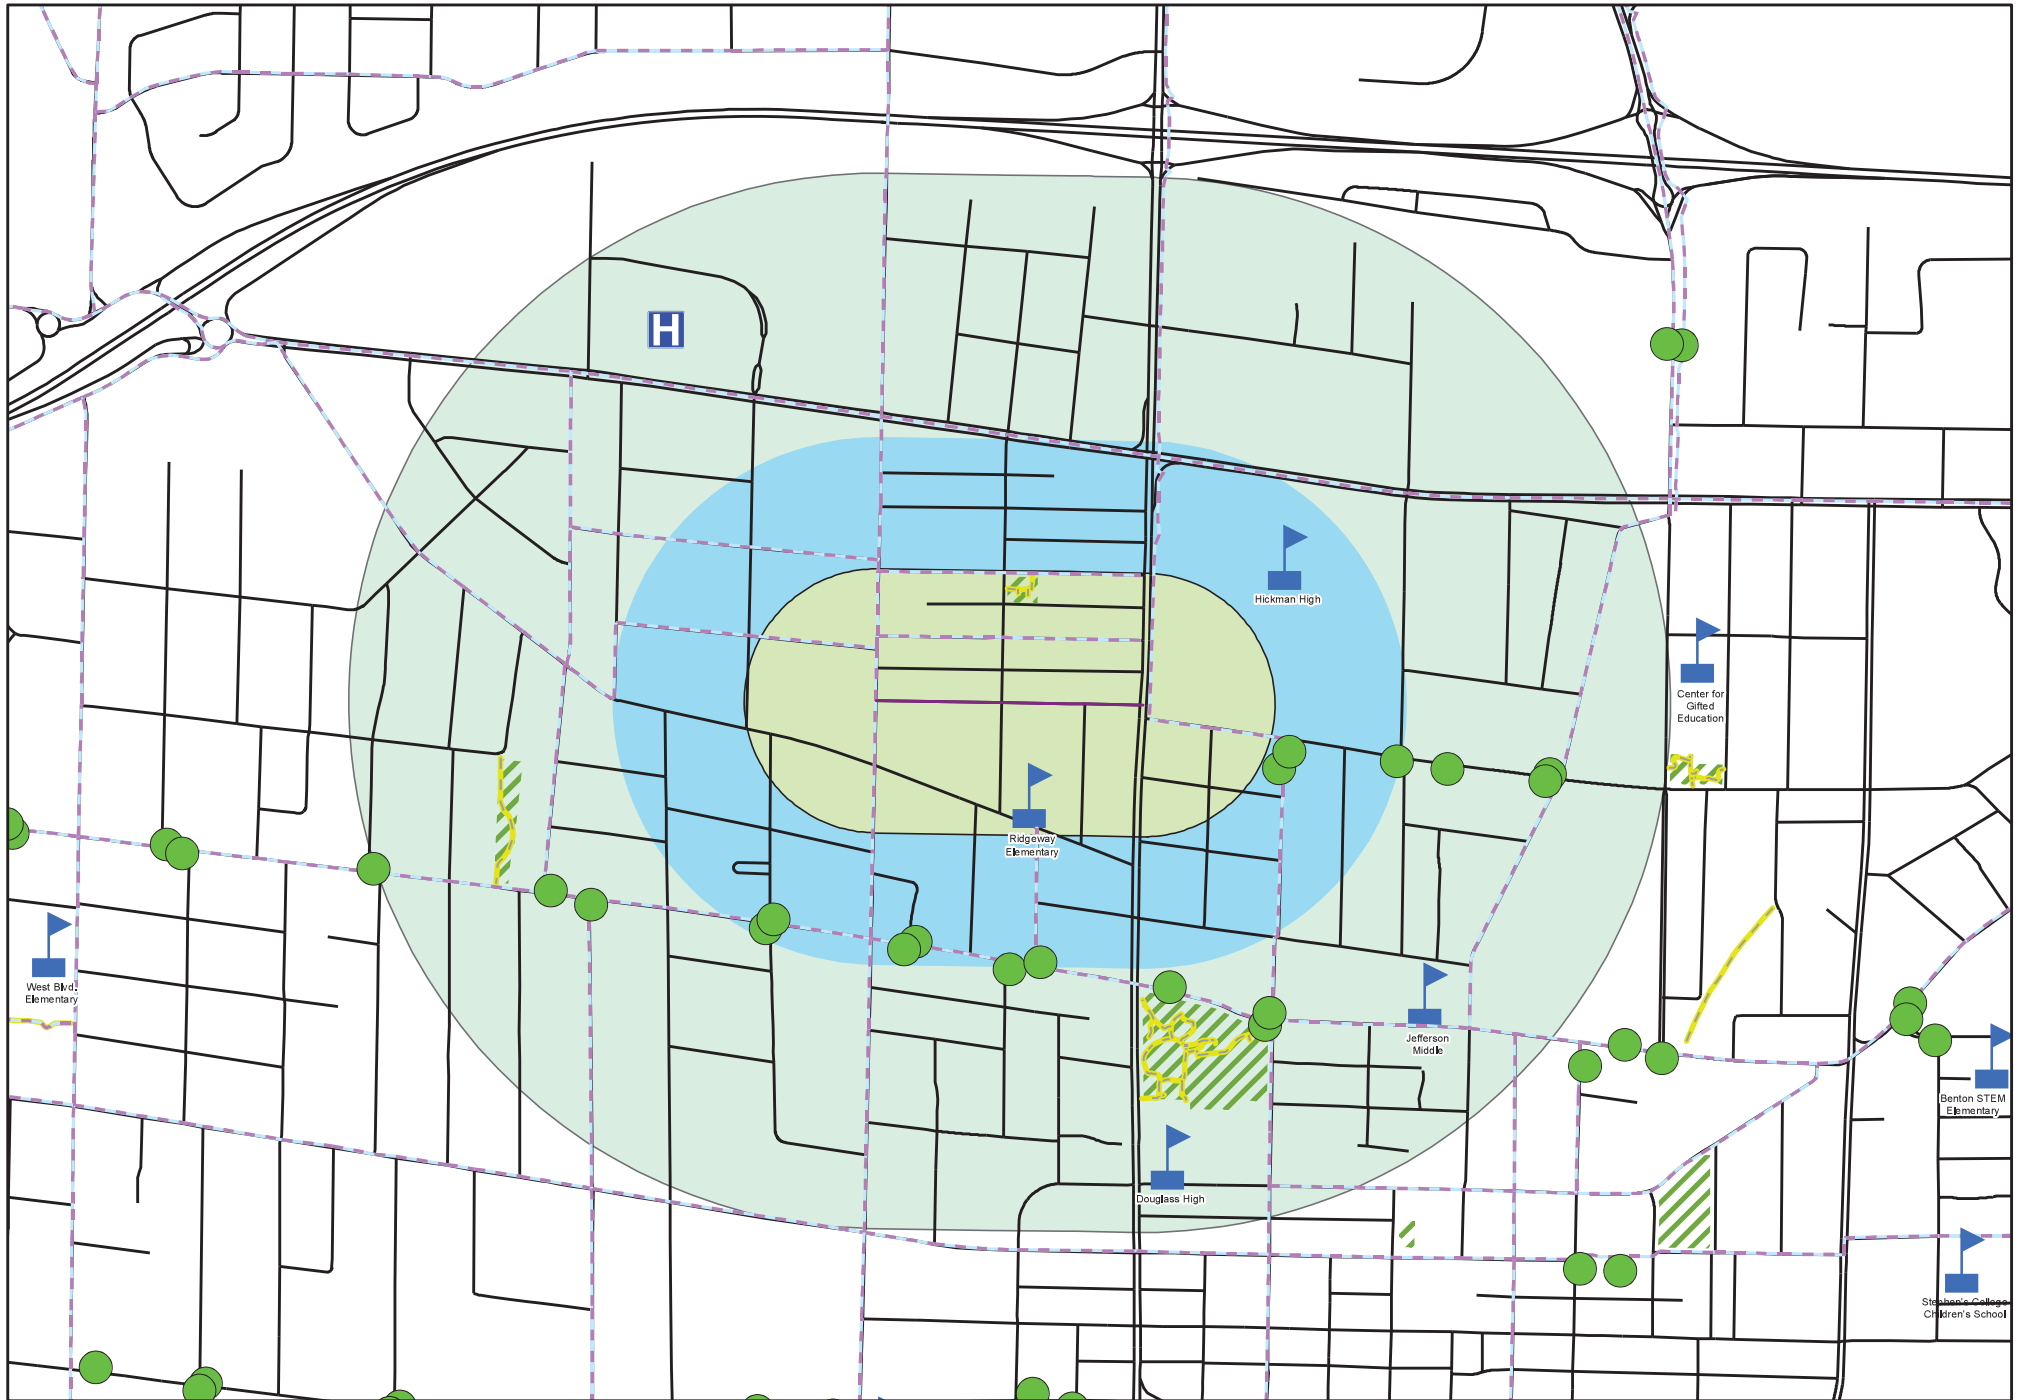 H
Hickman High
Center for
Gifted
Education
Ridgeway
Elementary
West Blvd.
Elementary
Jefferson
Middle
Benton STEM
Elementary
Douglass High
Stephen's College
Children's School